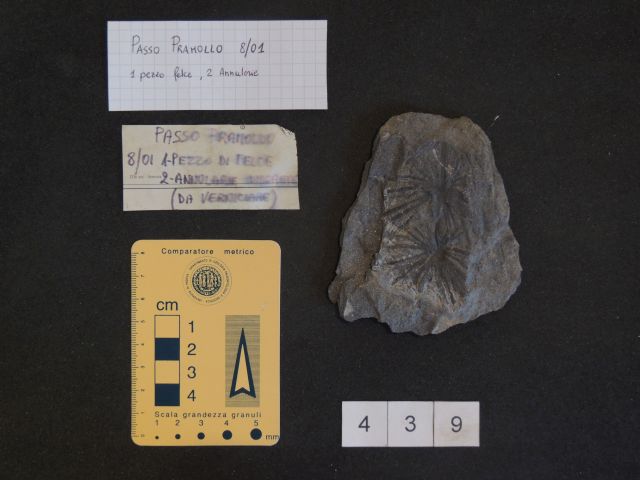 PASSO PRAMOLLO 8/01
1 pezzo felce, 2 Annularie
PASSO PRAMOLLO
8/01 1-PEZZO DI FELCE
2-ANNULARIE
(DA VERNICIARE)
Comparatore metrico
cm
1
2
3
4
Scala grandezza granuli
1 2 3 4 5
mm
4 3 9